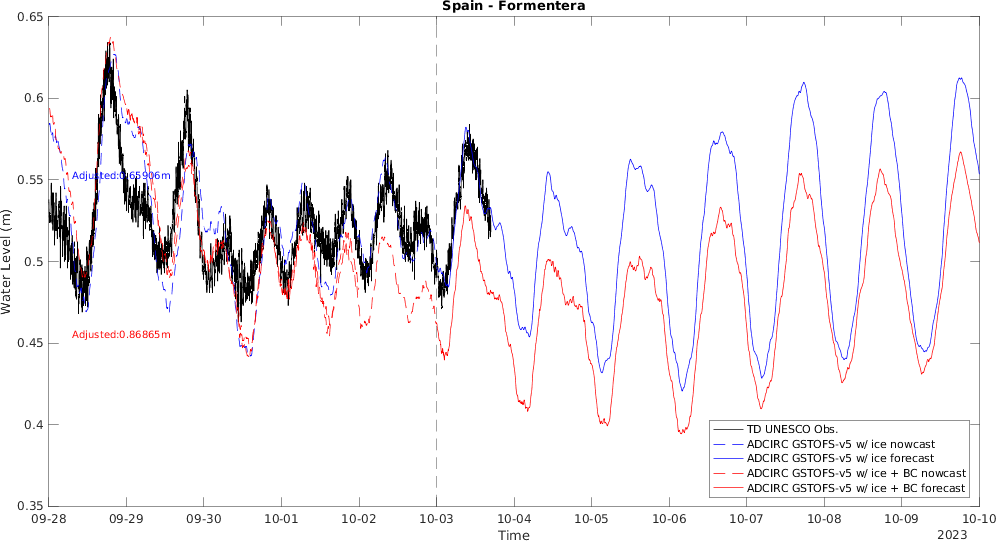 Spain - Formentera
Water Level (m)
0.65
0.6
0.55
0.5
0.45
0.4
0.35
Adjusted:0.65906m
Adjusted:0.86865m
TD UNESCO Obs.
ADCIRC GSTOFS-v5 w/ ice nowcast
ADCIRC GSTOFS-v5 w/ ice forecast
ADCIRC GSTOFS-v5 w/ ice + BC nowcast
ADCIRC GSTOFS-v5 w/ ice + BC forecast
09-28 09-29 09-30 10-01 10-02 10-03 10-04 10-05 10-06 10-07 10-08 10-09 10-10
Time
2023